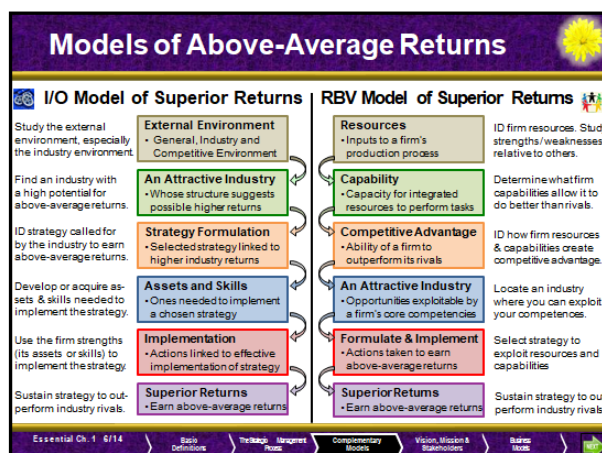 Models of Above-Average Returns
I/O Model of Superior Returns
Study the external
environment, especially
the industry environment.
External Environment
• General, Industry and
Competitive Environment
Find an industry with
a high potential for
above-average returns.
An Attractive Industry
• Whose structure suggests
possible higher returns
ID strategy called for
by the industry to earn
above-average returns.
Strategy Formulation
• Selected strategy linked to
higher industry returns
Develop or acquire as-
sets & skills needed to
implement the strategy.
Assets and Skills
• Ones needed to implement
a chosen strategy
Use the firm strengths
(its assets or skills) to
implement the strategy.
Implementation
• Actions linked to effective
implementation of strategy
Sustain strategy to out-
perform industry rivals.
Superior Returns
• Earn above-average returns
RBV Model of Superior Returns
Resources
• Inputs to a firm's
production process
ID firm resources. Stud
strengths/weaknesses
relative to others.
Capability
• Capacity for integrated
resources to perform tasks
Determine what firm
capabilities allow it to
do better than rivals.
Competitive Advantage
• Ability of a firm to
outperform its rivals
ID how firm resources
& capabilities create
competitive advantage.
An Attractive Industry
• Opportunities exploitable by
a firm's core competencies
Locate an industry
where you can exploit
your competences.
Formulate & Implement
• Actions taken to earn
above-average returns
Select strategy to
exploit resources and
capabilities
Superior Returns
• Earn above-average returns
Sustain strategy to ou
perform industry rivals
Essential Ch. 1 6/14
Basic
Definitions
The Strategic Management
Process
Complementary
Models
Vision, Mission &
Stakeholders
Business
Models
NEXT